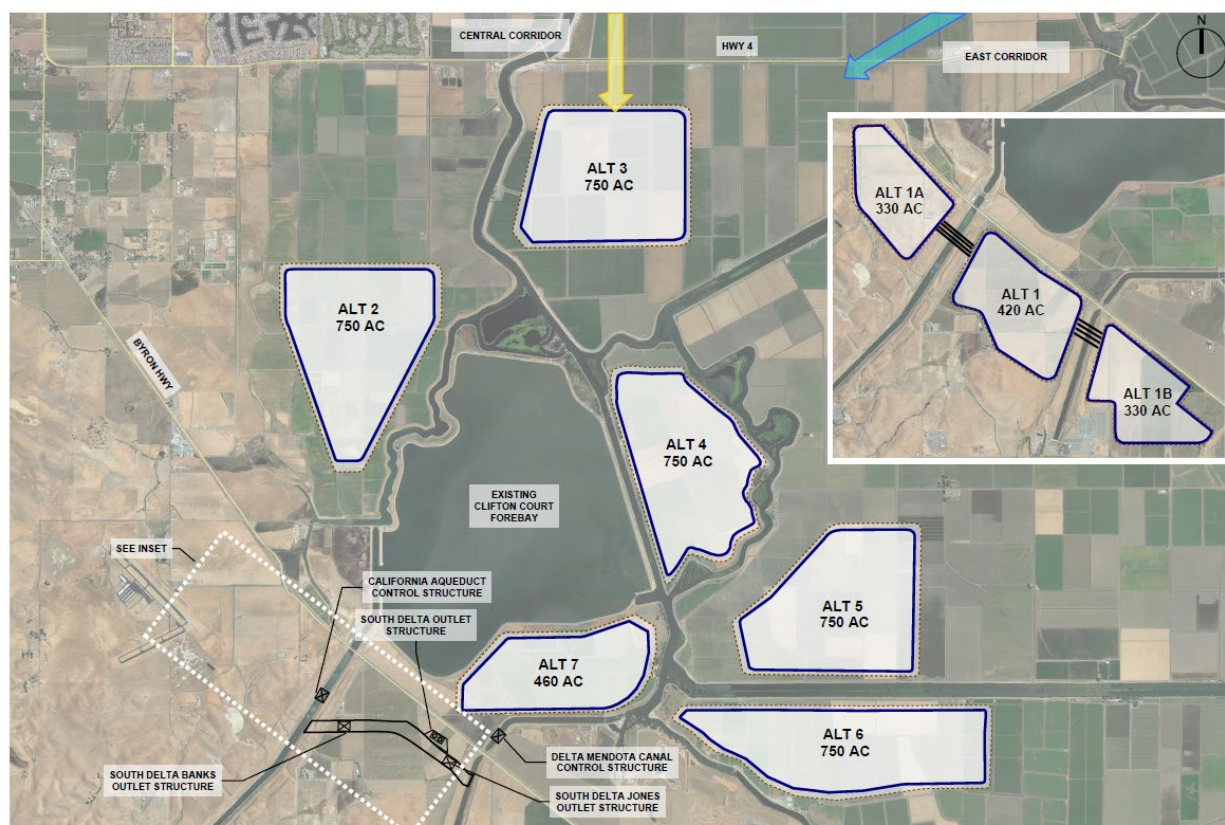 CENTRAL CORRIDOR
HWY 4
EAST CORRIDOR
N
ALT 3
750 AC
ALT 1A
330 AC
ALT 1
420 AC
ALT 1B
330 AC
ALT 2
750 AC
BYRON HWY
ALT 4
750 AC
EXISTING
CLIFTON COURT
FOREBAY
SEE INSET
CALIFORNIA AQUEDUCT
CONTROL STRUCTURE
SOUTH DELTA OUTLET
STRUCTURE
ALT 5
750 AC
ALT 7
460 AC
ALT 6
750 AC
SOUTH DELTA BANKS
OUTLET STRUCTURE
DELTA MENDOTA CANAL
CONTROL STRUCTURE
SOUTH DELTA JONES
OUTLET STRUCTURE